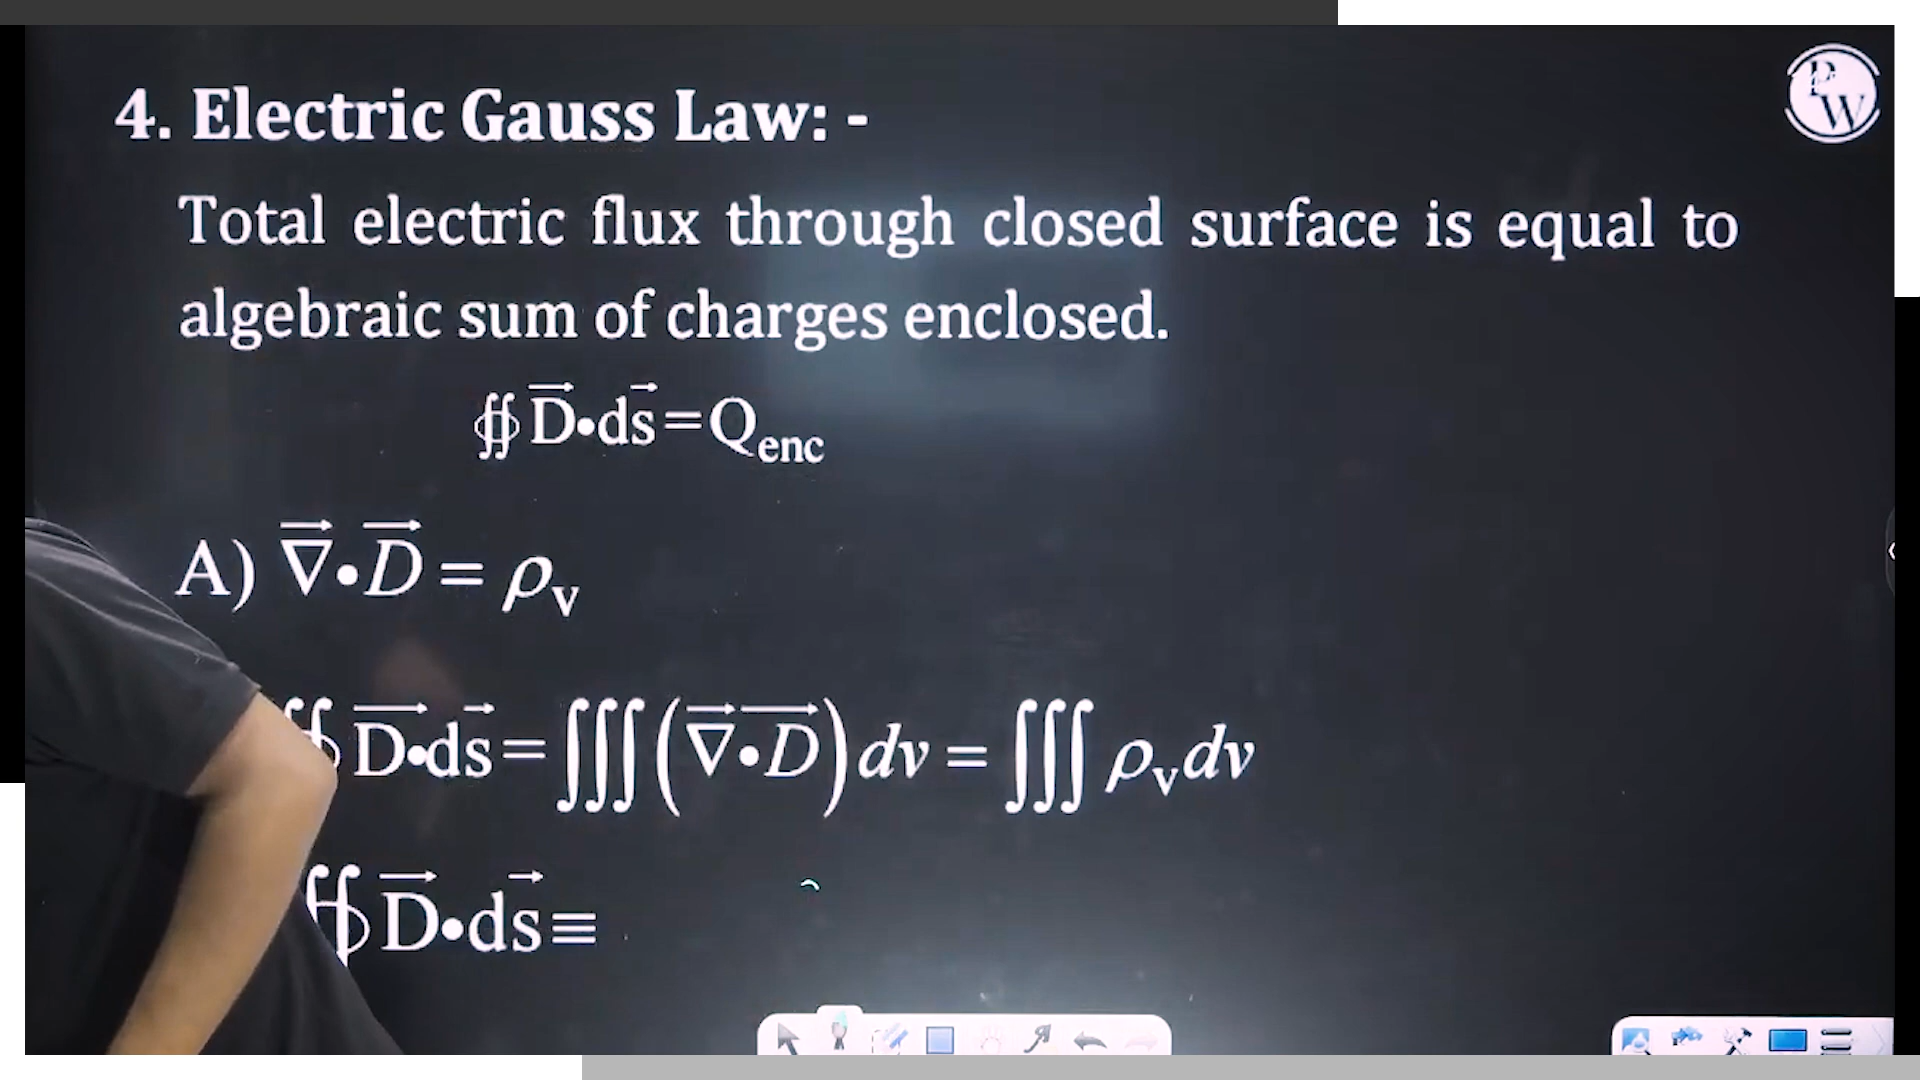 4. Electric Gauss Law: -
PW
Total electric flux through closed surface is equal to
algebraic sum of charges enclosed.
∯ D⃗•ds⃗=Q_enc
A) ∇⃗•D⃗ = ρ_v
∯ D⃗•ds⃗=∭(∇⃗•D⃗)dv = ∭ρ_v dv
∯ D⃗•ds⃗≡